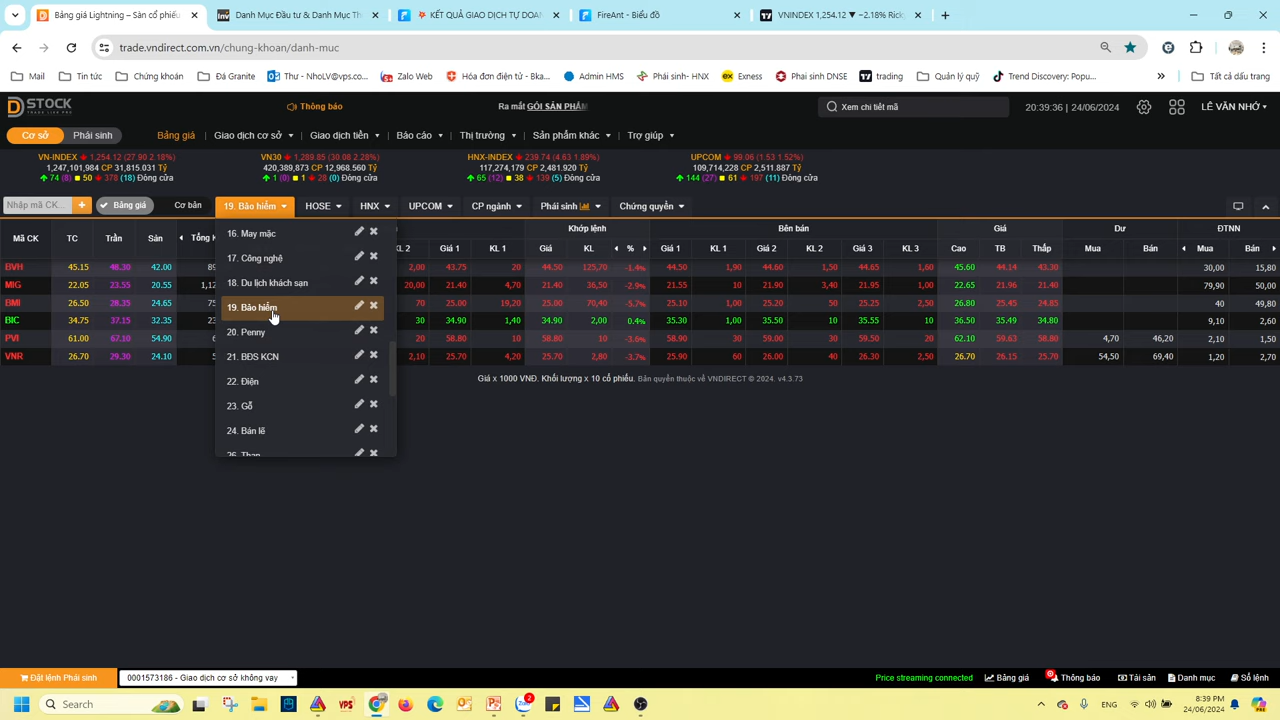 Bảng giá Lightning – Sàn cổ phiếu
Danh Mục Đầu tư & Danh Mục Th
KẾT QUẢ GIAO DỊCH TỰ DOAN
FireAnt - Biểu đồ
VNINDEX 1,254.12 ▼ −2.18% Rick
trade.vndirect.com.vn/chung-khoan/danh-muc
Mail
Tin tức
Chứng khoán
Đá Granite
Thư - NhoLV@vps.co...
Zalo Web
Hóa đơn điện tử - Bka...
Admin HMS
Phái sinh- HNX
Exness
Phái sinh DNSE
trading
Quản lý quỹ
Trend Discovery: Popu...
Tất cả dấu trang
DSTOCK
TRADE LIKE PRO
Thông báo
Ra mắt GÓI SẢN PHẨM
Xem chi tiết mã
20:39:36 | 24/06/2024
LÊ VĂN NHỚ
Cơ sở
Phái sinh
Bảng giá
Giao dịch cơ sở
Giao dịch tiền
Báo cáo
Thị trường
Sản phẩm khác
Trợ giúp
VN-INDEX 1,254.12 (27.90 2.18%)
1,247,101,984 CP 31,815.031 Tỷ
74 (8) 50 378 (18) Đóng cửa
VN30 1,289.85 (30.08 2.28%)
420,389,873 CP 12,968.560 Tỷ
1 (0) 1 28 (0) Đóng cửa
HNX-INDEX 239.74 (4.63 1.89%)
117,274,179 CP 2,481.920 Tỷ
65 (12) 38 139 (5) Đóng cửa
UPCOM 99.06 (1.53 1.52%)
109,714,228 CP 2,511.887 Tỷ
144 (27) 61 197 (11) Đóng cửa
Nhập mã CK...
Bảng giá
Cơ bản
19. Bảo hiểm
HOSE
HNX
UPCOM
CP ngành
Phái sinh
Chứng quyền
Mã CK TC Trần Sàn Tổng K
Khớp lệnh Bên bán Giá Dư ĐTNN
KL 2 Giá 1 KL 1 Giá KL % Giá 1 KL 1 Giá 2 KL 2 Giá 3 KL 3 Cao TB Thấp Mua Bán Mua Bán
BVH 45.15 48.30 42.00 89 2,00 43.75 20 44.50 125,70 -1.4% 44.50 1,90 44.60 1,50 44.65 1,60 45.60 44.14 43.30 30,00 15,80
MIG 22.05 23.55 20.55 1,12 20,00 21.40 4,70 21.40 36,50 -2.9% 21.55 10 21.90 3,40 21.95 1,00 22.65 21.96 21.40 79,90 50,00
BMI 26.50 28.35 24.65 75 70 25.00 19,20 25.00 70,40 -5.7% 25.10 1,00 25.20 50 25.25 20 26.80 25.45 24.85 40 49,80
BIC 34.75 37.15 32.35 23 30 34.90 1,40 34.90 2,00 0.4% 35.30 1,00 35.50 10 35.55 10 36.50 35.49 34.80 9,10 2,60
PVI 61.00 67.10 54.90 20 58.80 10 58.80 -3.6% 58.90 30 59.00 30 59.50 20 62.10 59.63 58.80 4,70 46,20 2,10 1,50
VNR 26.70 29.30 24.10 2,10 25.70 4,20 25.70 2,80 -3.7% 25.90 60 26.00 40 26.30 2,50 26.70 26.15 25.70 54,50 69,40 1,20 2,70
16. May mặc
17. Công nghệ
18. Du lịch khách sạn
19. Bảo hiểm
20. Penny
21. BĐS KCN
22. Điện
23. Gỗ
24. Bán lẻ
26. Than
Giá x 1000 VNĐ. Khối lượng x 10 cổ phiếu. Bản quyền thuộc về VNDIRECT © 2024. v4.3.73
Đặt lệnh Phái sinh
0001573186 - Giao dịch cơ sở không vay
Price streaming connected
Bảng giá
Thông báo
Tài sản
Danh mục
Sổ lệnh
Search
VPS
2
ENG
8:39 PM
24/06/2024